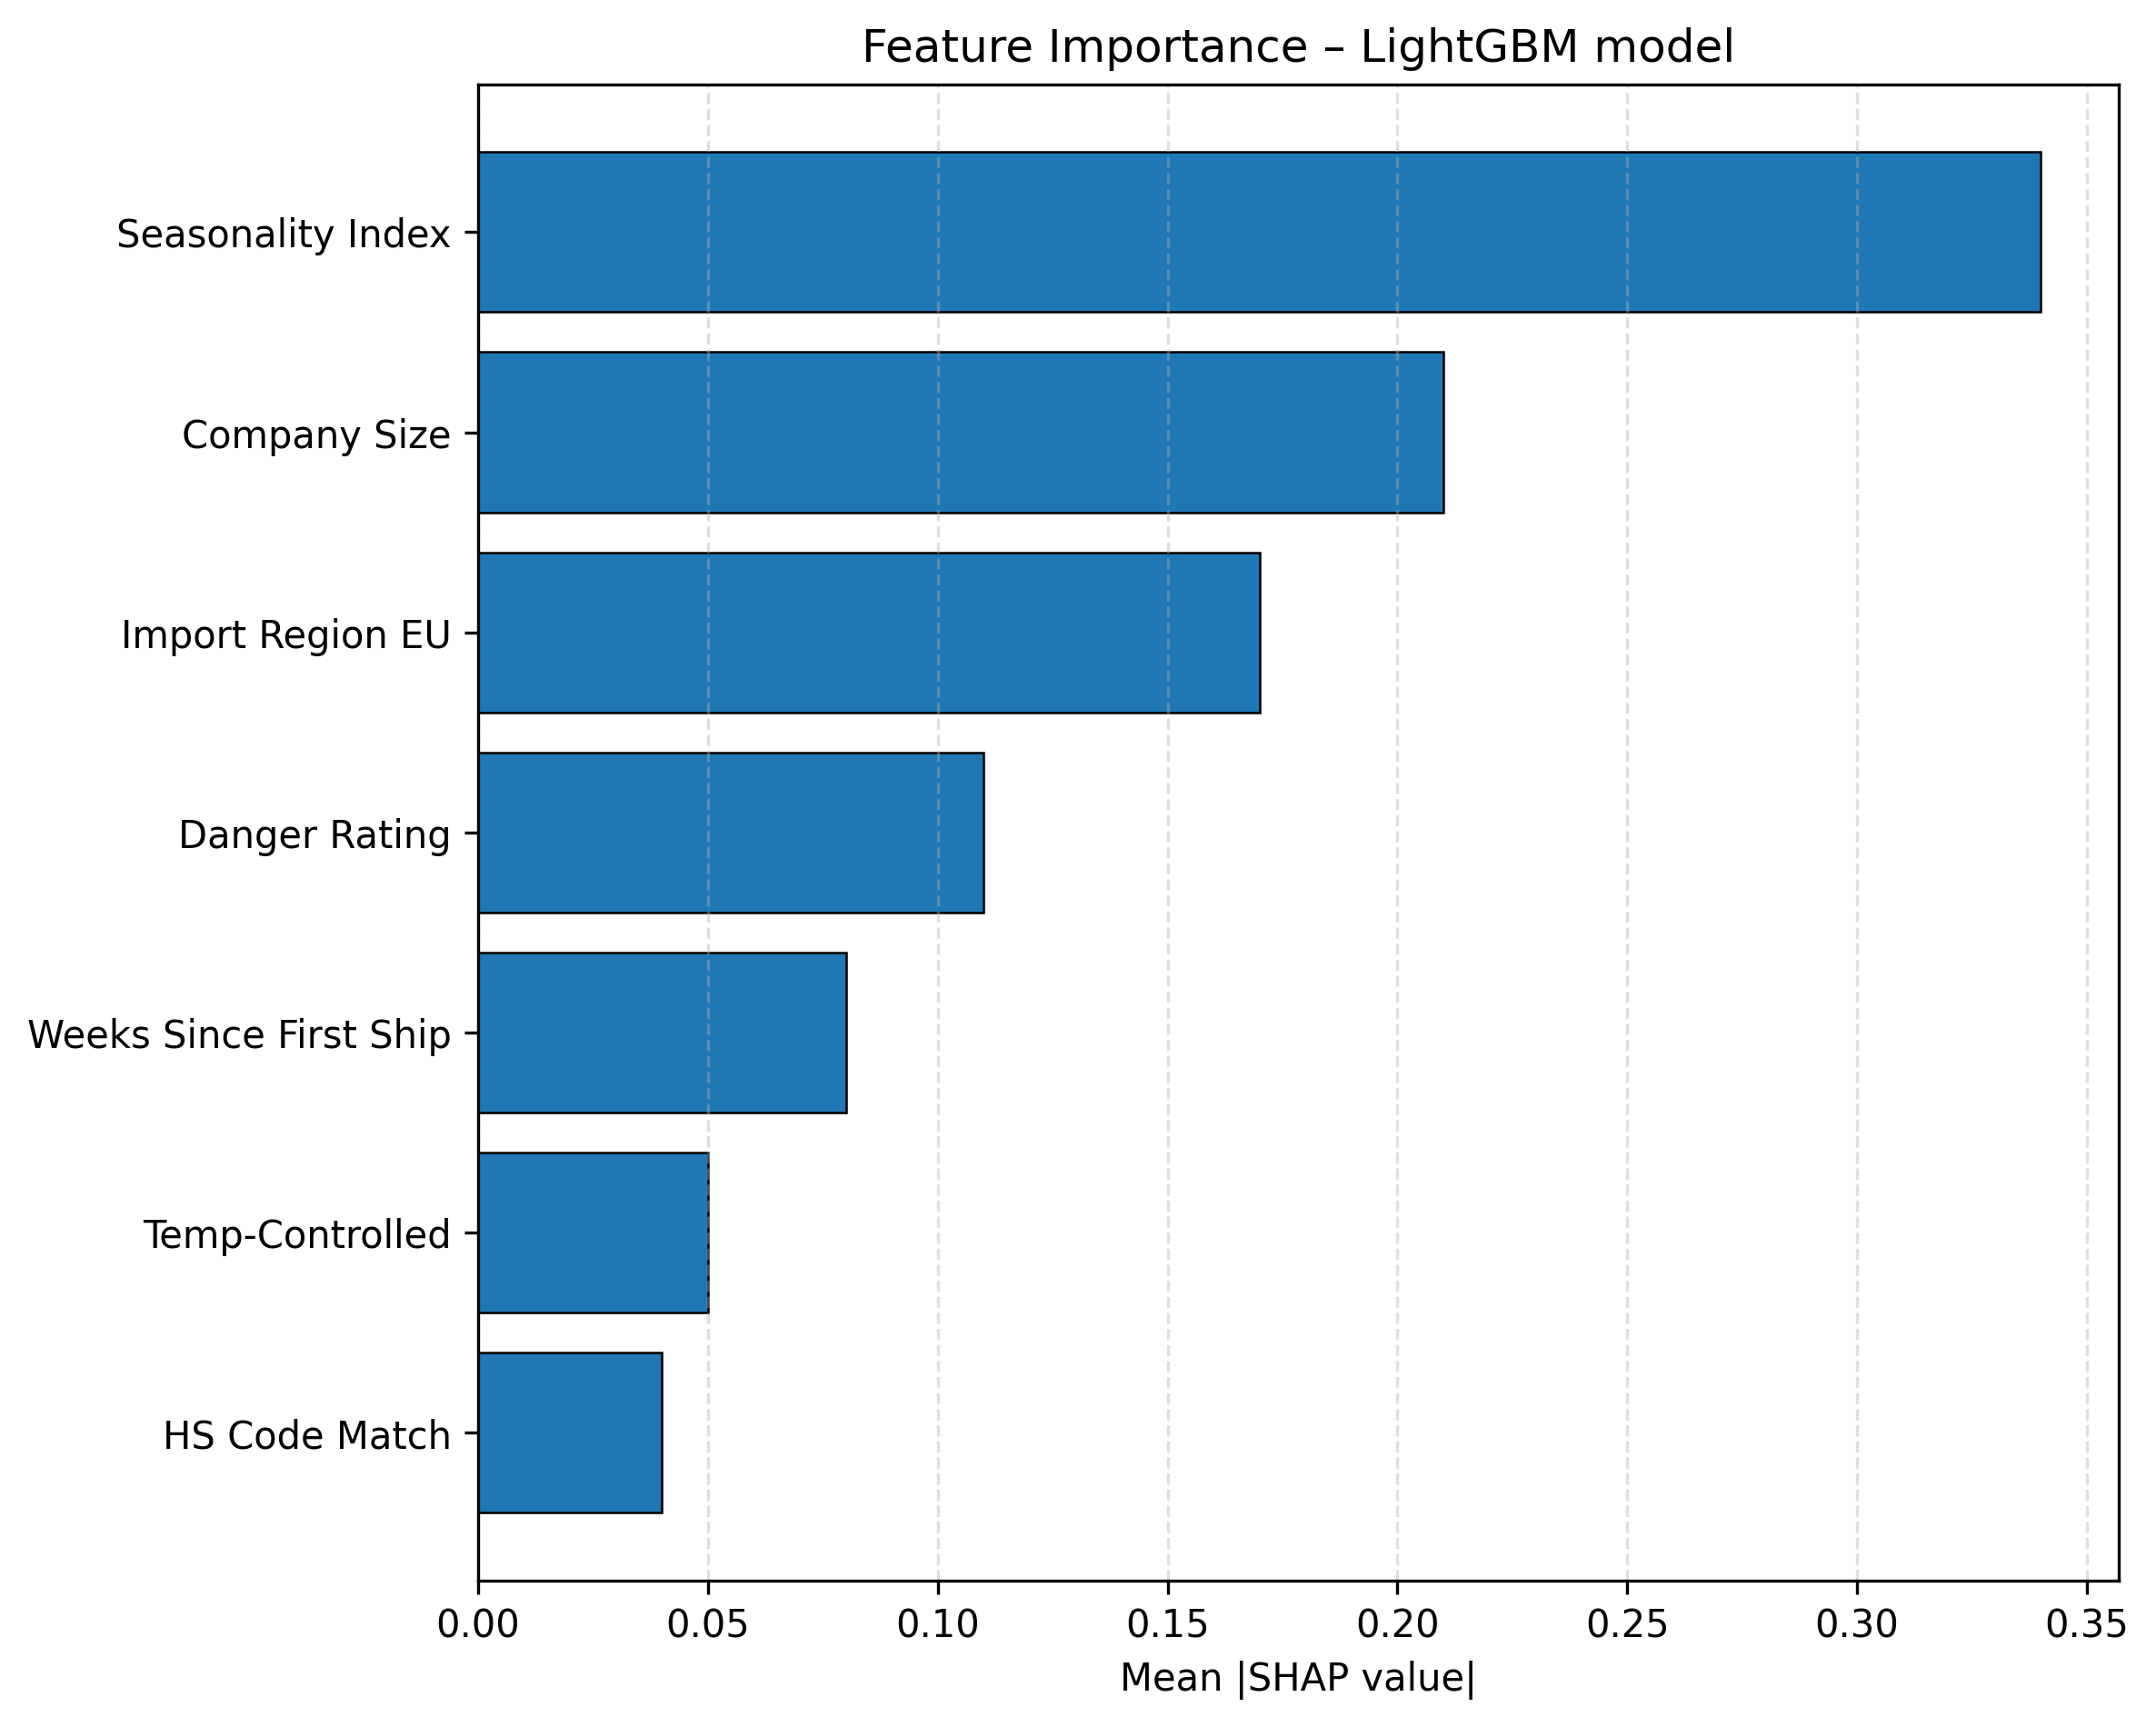 Feature Importance – LightGBM model
Seasonality Index
Company Size
Import Region EU
Danger Rating
Weeks Since First Ship
Temp-Controlled
HS Code Match
0.00 0.05 0.10 0.15 0.20 0.25 0.30 0.35
Mean |SHAP value|